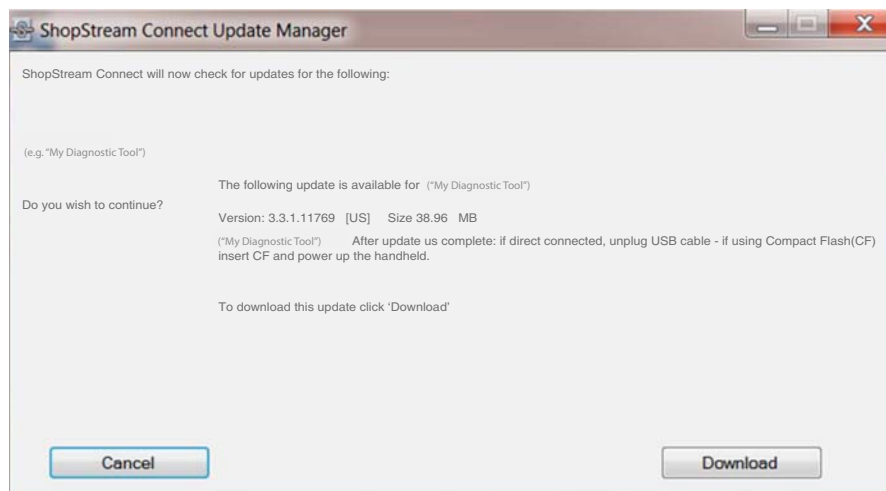 ShopStream Connect Update Manager
ShopStream Connect will now check for updates for the following:
(e.g. “My Diagnostic Tool”)
Do you wish to continue?
The following update is available for (“My Diagnostic Tool”)
Version: 3.3.1.11769 [US] Size 38.96 MB
(“My Diagnostic Tool”) After update us complete: if direct connected, unplug USB cable - if using Compact Flash(CF)
insert CF and power up the handheld.
To download this update click ‘Download’
Cancel
Download